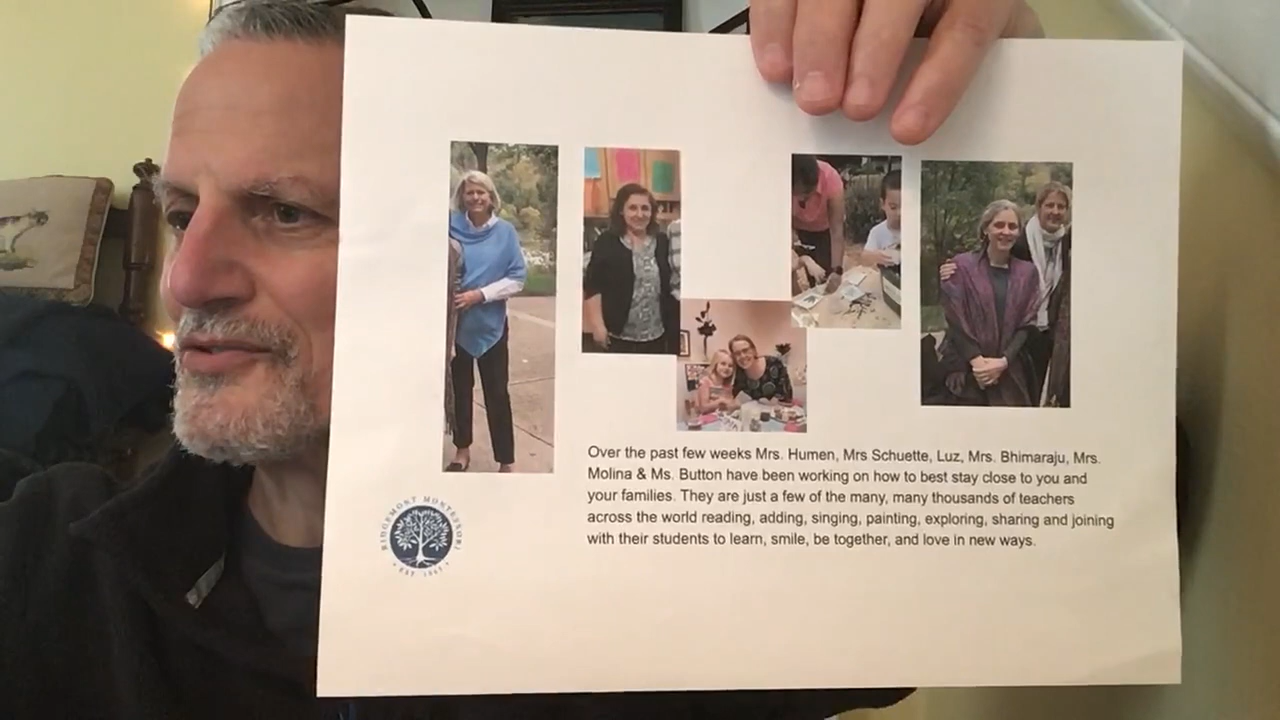 Over the past few weeks Mrs. Humen, Mrs Schuette, Luz, Mrs. Bhimaraju, Mrs.
Molina & Ms. Button have been working on how to best stay close to you and
your families. They are just a few of the many, many thousands of teachers
across the world reading, adding, singing, painting, exploring, sharing and joining
with their students to learn, smile, be together, and love in new ways.
RIDGEMONT MONTESSORI
EST.